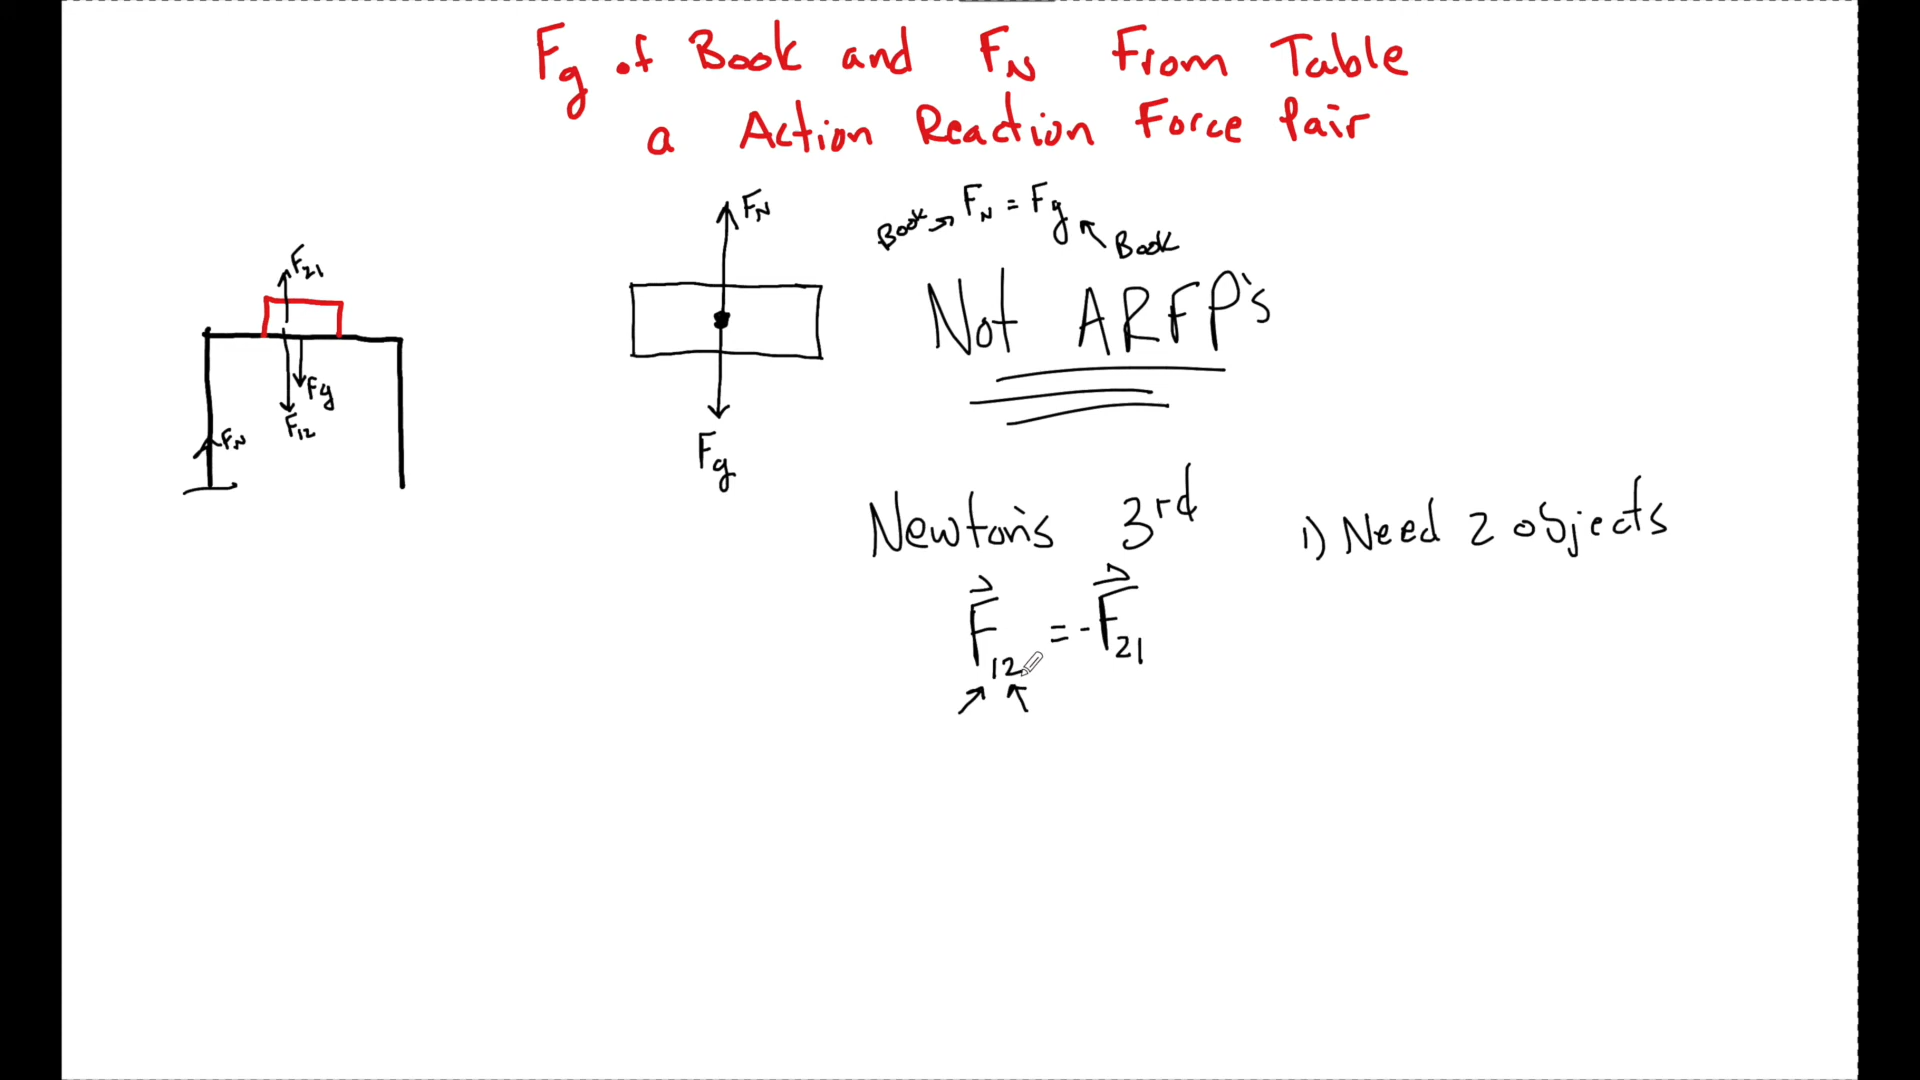 Fg of Book and FN From Table
a Action Reaction Force Pair
FN
Book → FN = Fg
Book
F21
Not ARFP's
Fg
F12
FN
Fg
Newton's 3rd
1) Need 2 objects
F12 = -F21